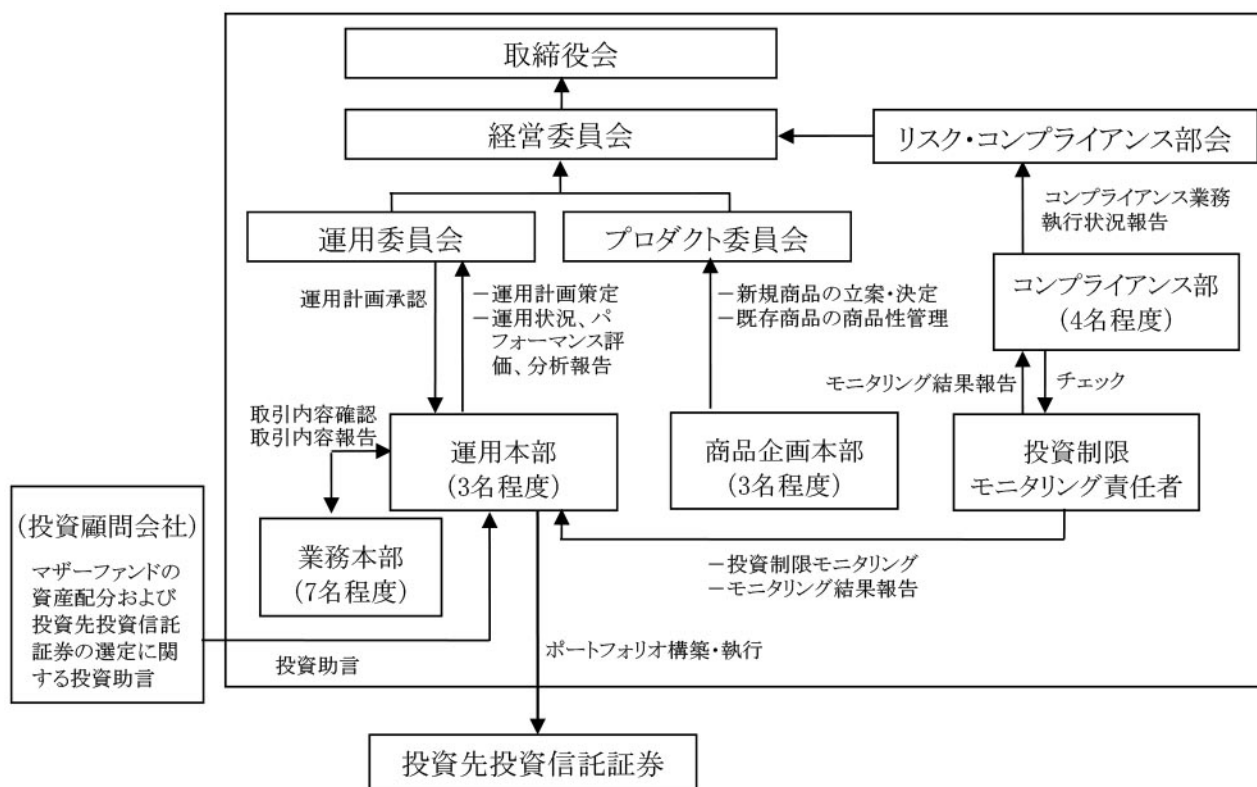 取締役会
経営委員会
リスク・コンプライアンス部会
コンプライアンス業務
執行状況報告
運用委員会
プロダクト委員会
コンプライアンス部
(4名程度)
運用計画承認
－運用計画策定
－運用状況、パ
フォーマンス評
価、分析報告
－新規商品の立案・決定
－既存商品の商品性管理
モニタリング結果報告
チェック
取引内容確認
取引内容報告
運用本部
(3名程度)
商品企画本部
(3名程度)
投資制限
モニタリング責任者
(投資顧問会社)
マザーファンドの
資産配分および
投資先投資信託
証券の選定に関
する投資助言
業務本部
(7名程度)
－投資制限モニタリング
－モニタリング結果報告
投資助言
ポートフォリオ構築・執行
投資先投資信託証券